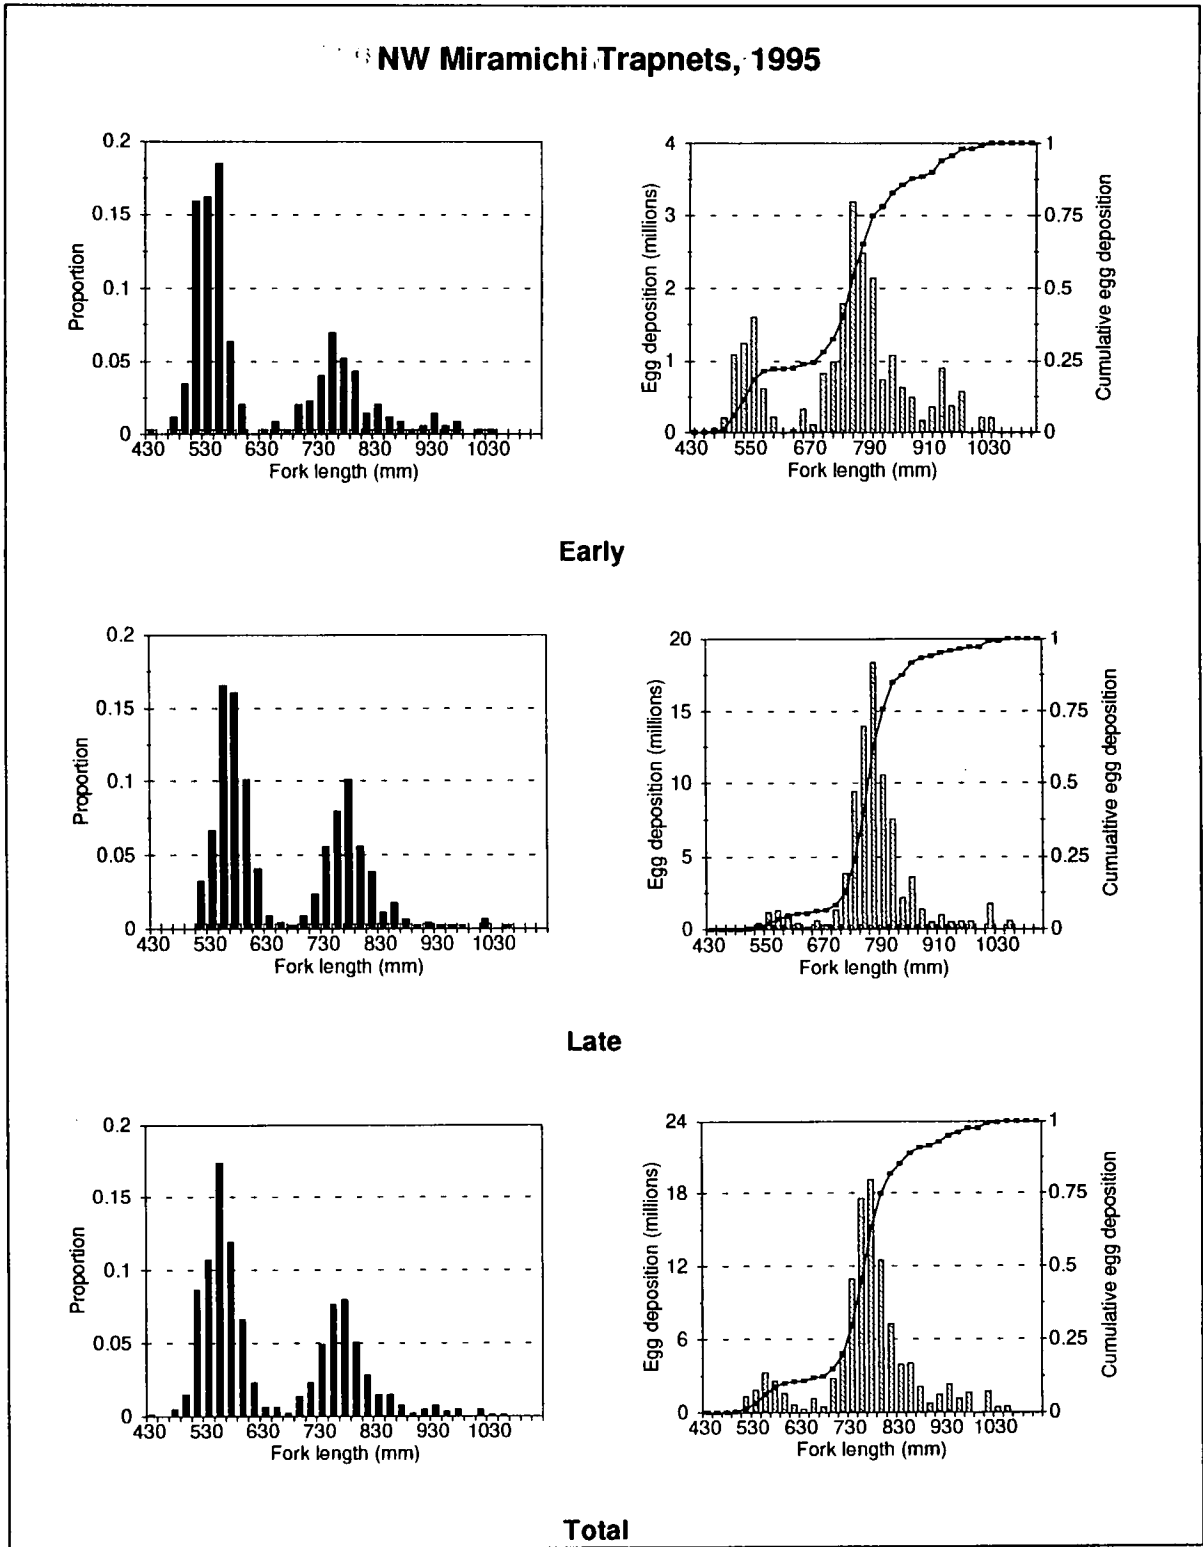 NW Miramichi Trapnets, 1995
0.2
0.15
0.1
0.05
0
Proportion
430 530 630 730 830 930 1030
Fork length (mm)
4
3
2
1
0
Egg deposition (millions)
1
0.75
0.5
0.25
0
Cumulative egg deposition
430 550 670 790 910 1030
Fork length (mm)
Early
0.2
0.15
0.1
0.05
0
Proportion
430 530 630 730 830 930 1030
Fork length (mm)
20
15
10
5
0
Egg deposition (millions)
1
0.75
0.5
0.25
0
Cumualtive egg deposition
430 550 670 790 910 1030
Fork length (mm)
Late
0.2
0.15
0.1
0.05
0
Proportion
430 530 630 730 830 930 1030
Fork length (mm)
24
18
12
6
0
Egg deposition (millions)
1
0.75
0.5
0.25
0
Cumulative egg deposition
430 530 630 730 830 930 1030
Fork length (mm)
Total